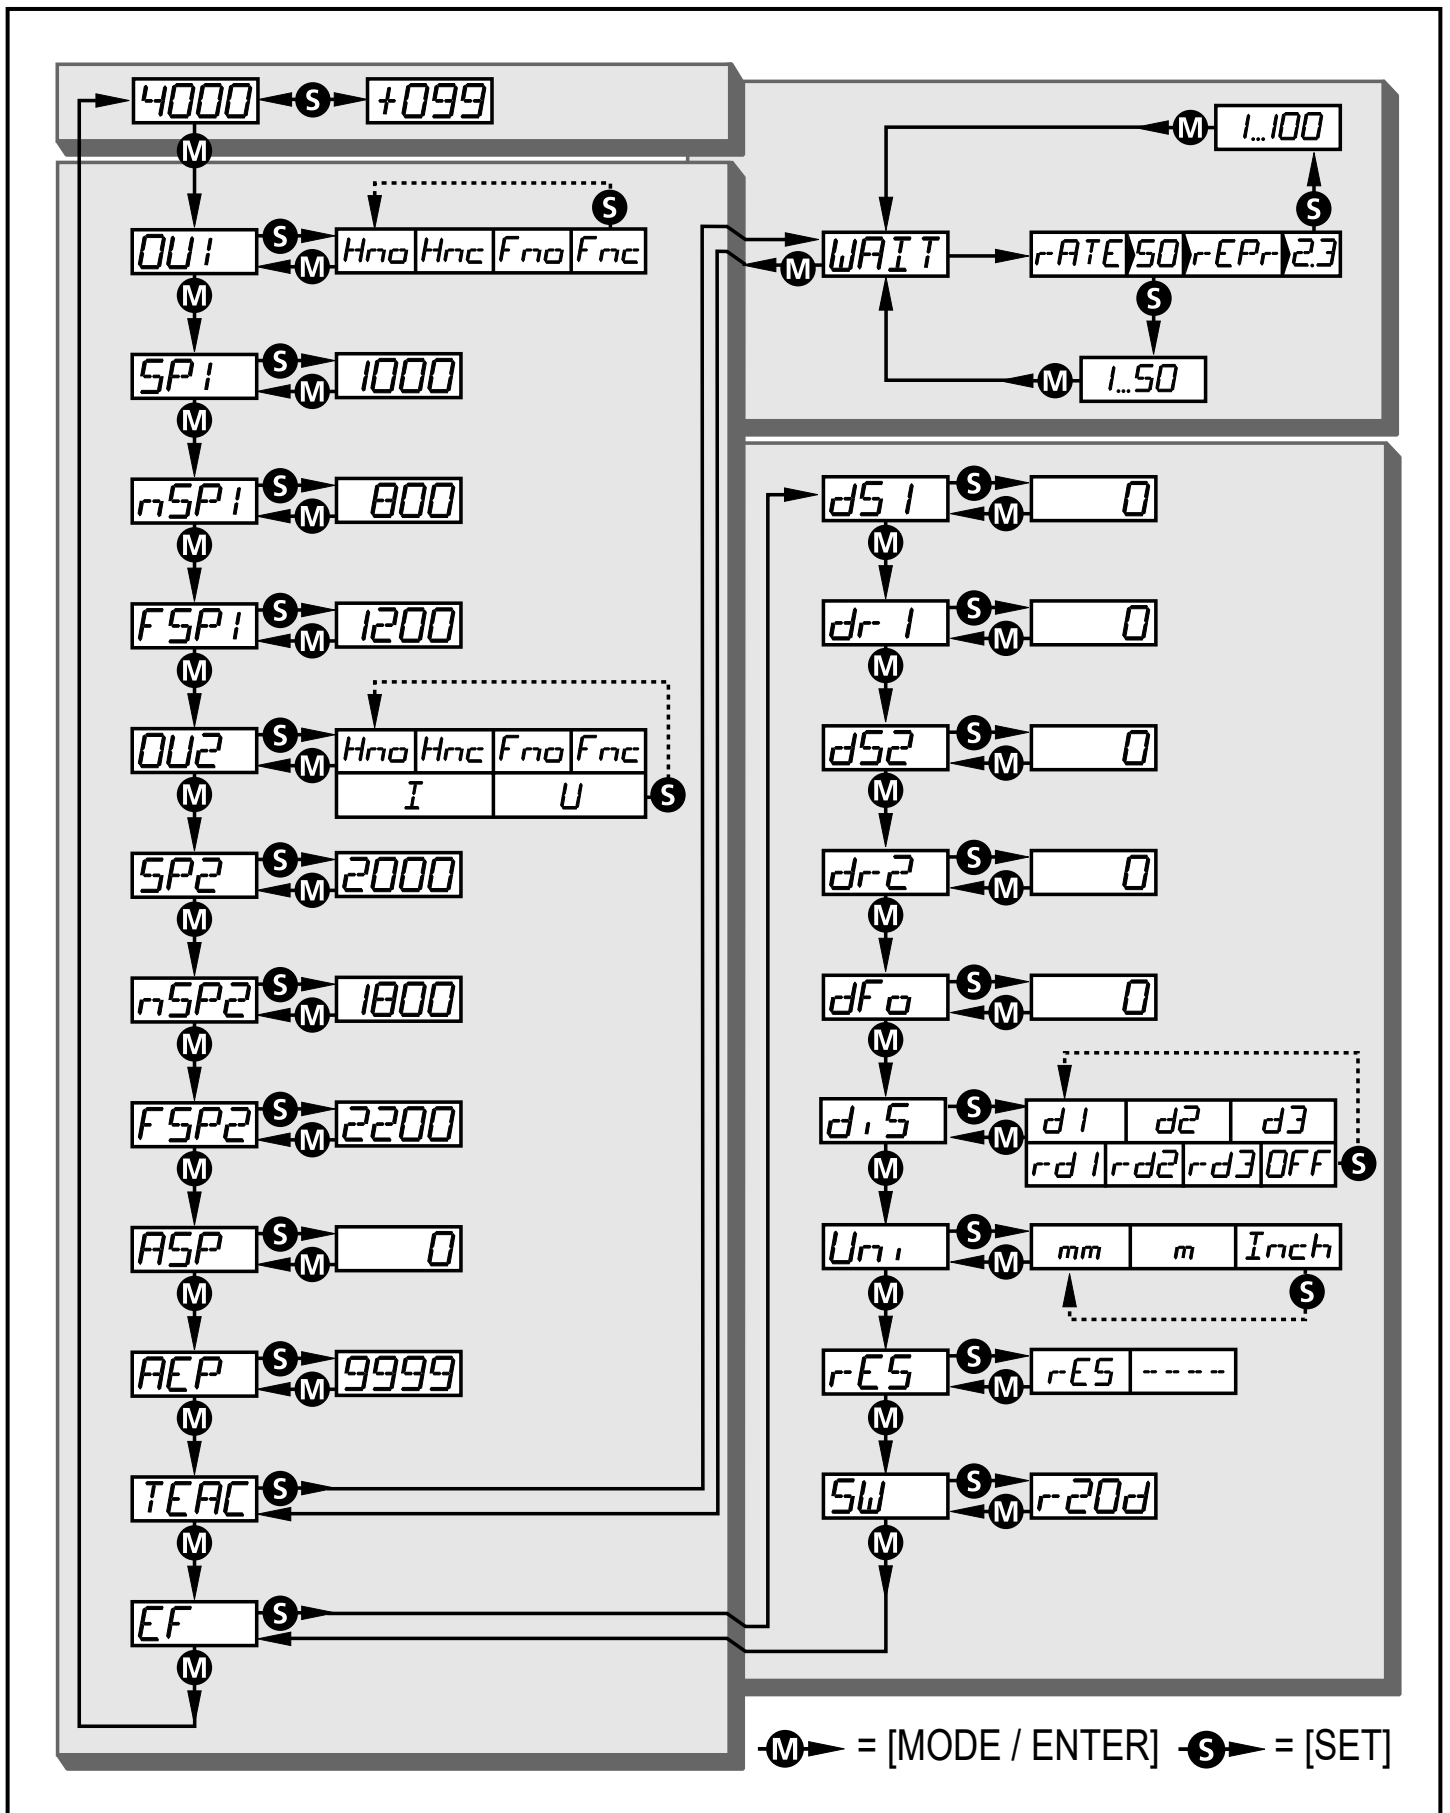 4000 S +099
M
OU1 S M Hno Hnc Fno Fnc S
M
SP1 S M 1000
M
nSP1 S M 800
M
FSP1 S M 1200
M
OU2 S M Hno Hnc Fno Fnc
I U S
M
SP2 S M 2000
M
nSP2 S M 1800
M
FSP2 S M 2200
M
ASP S M 0
M
AEP S M 9999
M
TEAC S
M
EF S
M
M 1...100
S
M WAIT rATE 50 rEPr 2.3
S
M 1...50
dS1 S M 0
M
dr1 S M 0
M
dS2 S M 0
M
dr2 S M 0
M
dFo S M 0
M
diS S M d1 d2 d3
rd1 rd2 rd3 OFF S
M
Uni S M mm m Inch
S
M
rES S M rES ----
M
SW S M r20d
M
M = [MODE / ENTER] S = [SET]